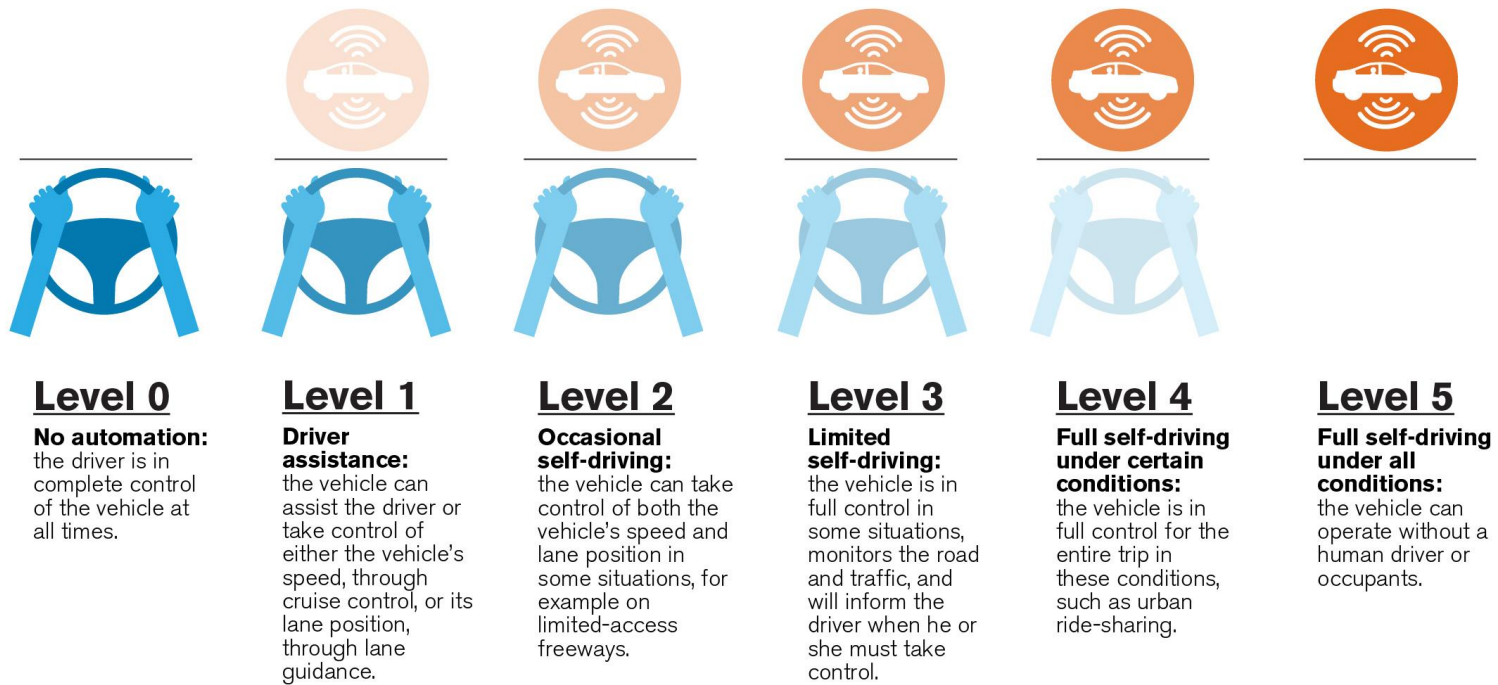 Level 0
No automation:
the driver is in
complete control
of the vehicle at
all times.
Level 1
Driver
assistance:
the vehicle can
assist the driver or
take control of
either the vehicle’s
speed, through
cruise control, or its
lane position,
through lane
guidance.
Level 2
Occasional
self-driving:
the vehicle can take
control of both the
vehicle’s speed and
lane position in
some situations, for
example on
limited-access
freeways.
Level 3
Limited
self-driving:
the vehicle is in
full control in
some situations,
monitors the road
and traffic, and
will inform the
driver when he or
she must take
control.
Level 4
Full self-driving
under certain
conditions:
the vehicle is in
full control for the
entire trip in
these conditions,
such as urban
ride-sharing.
Level 5
Full self-driving
under all
conditions:
the vehicle can
operate without a
human driver or
occupants.